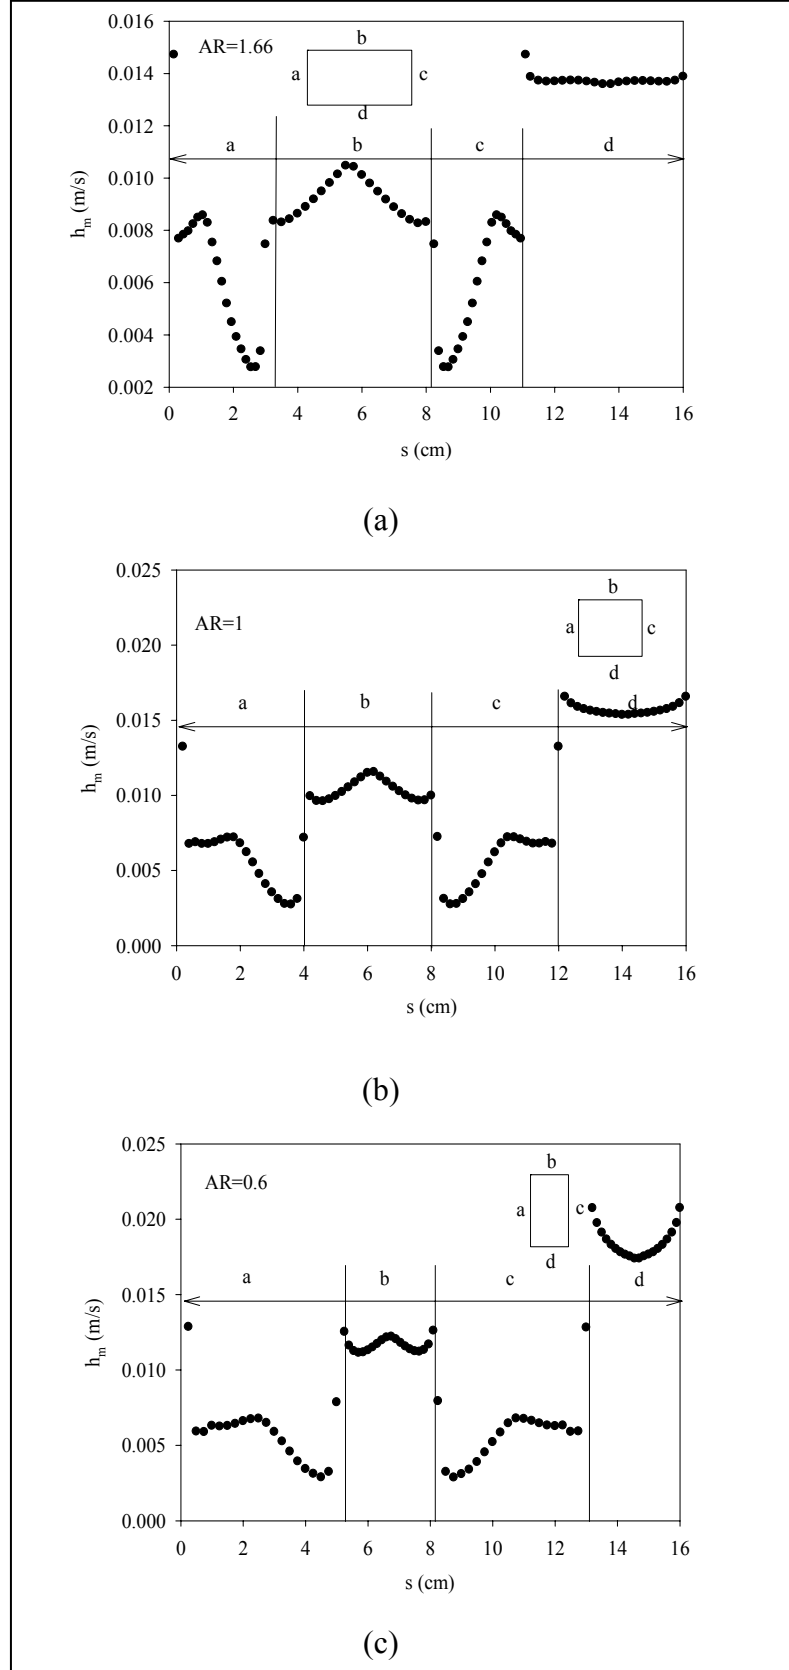 0.016
AR=1.66
b
0.014
a
c
0.012
d
a
b
c
d
0.010
h_m (m/s)
0.008
0.006
0.004
0.002
0 2 4 6 8 10 12 14 16
s (cm)
(a)
0.025
b
AR=1
a
c
0.020
d
a
b
c
d
0.015
h_m (m/s)
0.010
0.005
0.000
0 2 4 6 8 10 12 14 16
s (cm)
(b)
0.025
b
AR=0.6
a
c
0.020
d
a
b
c
d
0.015
h_m (m/s)
0.010
0.005
0.000
0 2 4 6 8 10 12 14 16
s (cm)
(c)